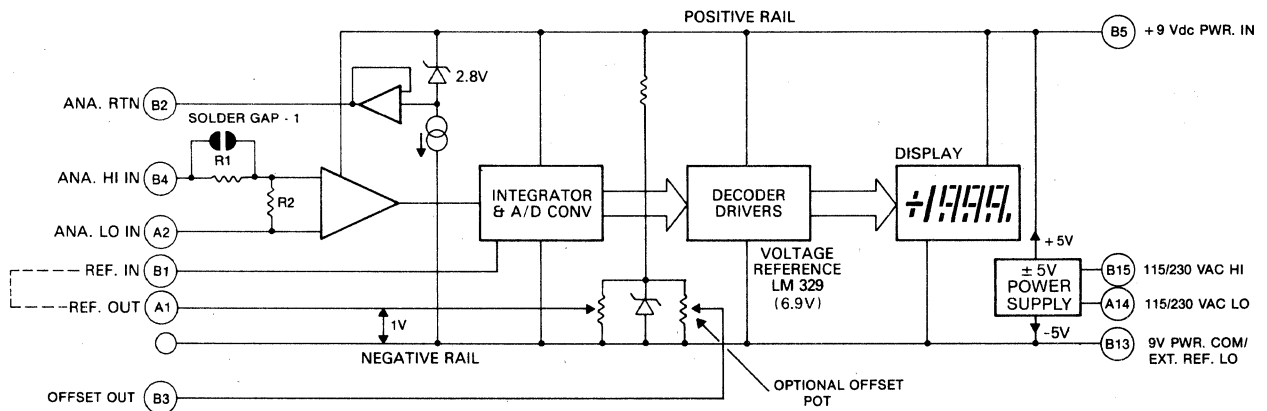 POSITIVE RAIL
B5 +9 Vdc PWR. IN
2.8V
ANA. RTN B2
SOLDER GAP - 1
R1
ANA. HI IN B4
R2
ANA. LO IN A2
INTEGRATOR
& A/D CONV
DECODER
DRIVERS
DISPLAY
÷1999.
VOLTAGE
REFERENCE
LM 329
(6.9V)
REF. IN B1
REF. OUT A1
1V
NEGATIVE RAIL
+5V
± 5V
POWER
SUPPLY
-5V
B15 115/230 VAC HI
A14 115/230 VAC LO
B13 9V PWR. COM/
EXT. REF. LO
OPTIONAL OFFSET
POT
OFFSET OUT B3